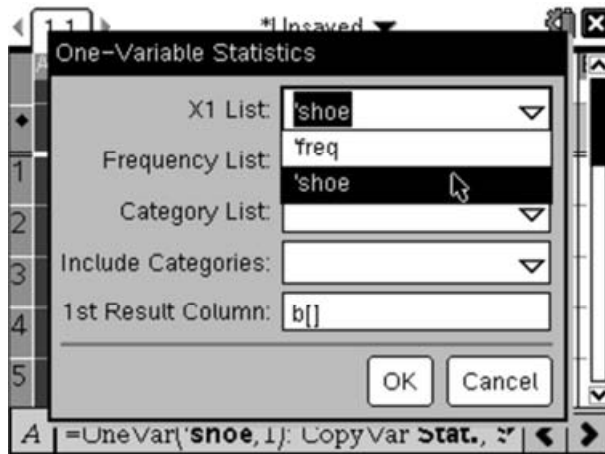 1.1 *Unsaved
One-Variable Statistics
X1 List: 'shoe
'freq
Frequency List: 'shoe
Category List:
Include Categories:
1st Result Column: b[]
OK Cancel
1
2
3
4
5
A =OneVar('shoe,1): CopyVar Stat.,